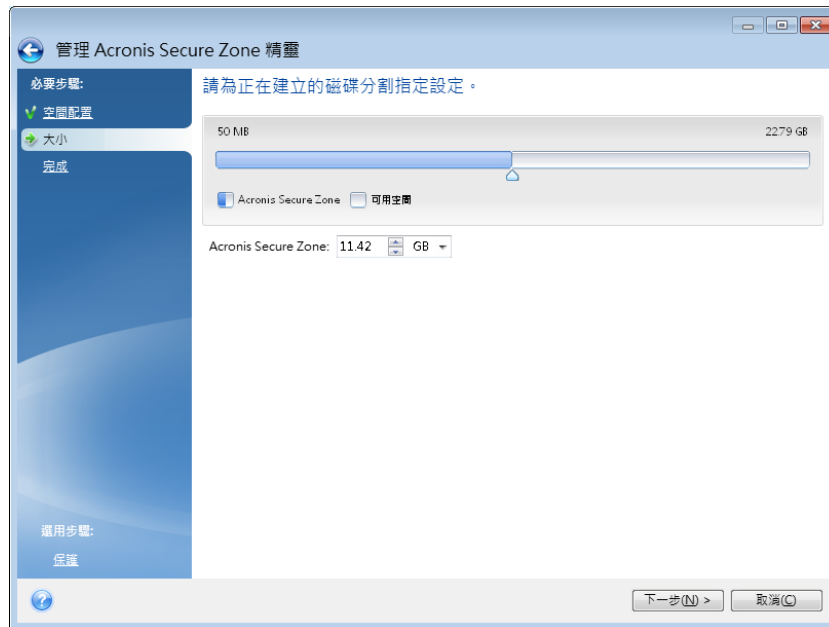 管理 Acronis Secure Zone 精靈
必要步驟:
空間配置
大小
完成
選用步驟:
保護
請為正在建立的磁碟分割指定設定。
50 MB 22.79 GB
Acronis Secure Zone 可用空間
Acronis Secure Zone: 11.42 GB
下一步(N) > 取消(C)